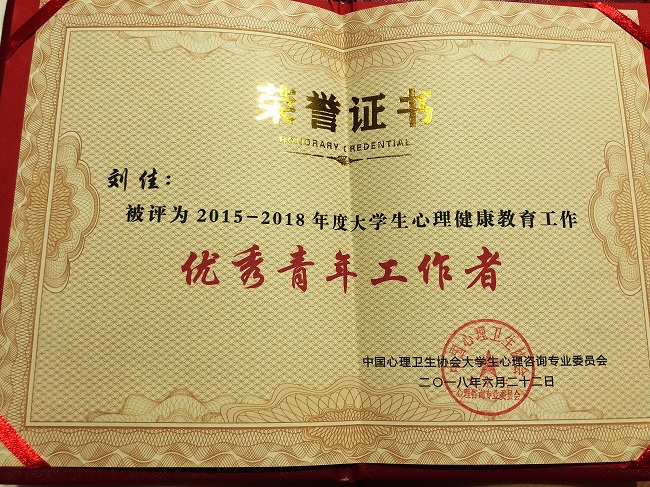 荣誉证书
HONORARY CREDENTIAL
刘佳：
被评为2015-2018年度大学生心理健康教育工作
优秀青年工作者
中国心理卫生协会大学生心理咨询专业委员会
二〇一八年六月二十二日